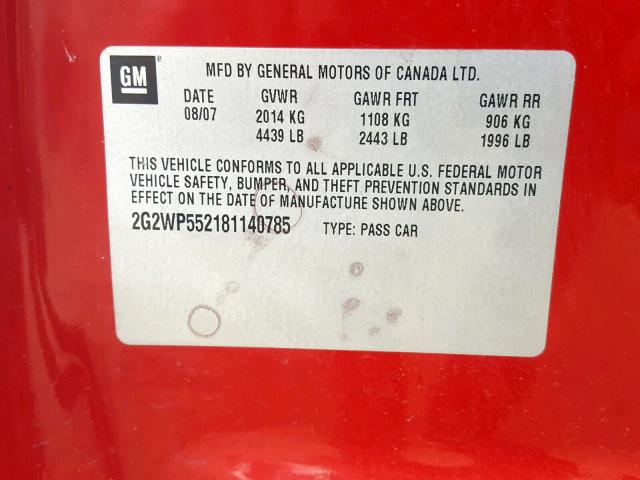 GM ®
MFD BY GENERAL MOTORS OF CANADA LTD.
DATE GVWR GAWR FRT GAWR RR
08/07 2014 KG 1108 KG 906 KG
4439 LB 2443 LB 1996 LB
THIS VEHICLE CONFORMS TO ALL APPLICABLE U.S. FEDERAL MOTOR
VEHICLE SAFETY, BUMPER, AND THEFT PREVENTION STANDARDS IN
EFFECT ON THE DATE OF MANUFACTURE SHOWN ABOVE.
2G2WP552181140785 TYPE: PASS CAR